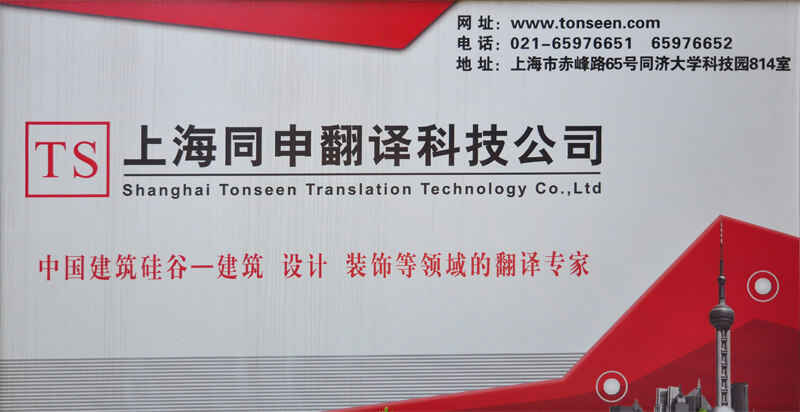 网 址：www.tonseen.com
电 话：021-65976651 65976652
地 址：上海市赤峰路65号同济大学科技园814室
TS
上海同申翻译科技公司
Shanghai Tonseen Translation Technology Co.,Ltd
中国建筑硅谷—建筑 设计 装饰等领域的翻译专家